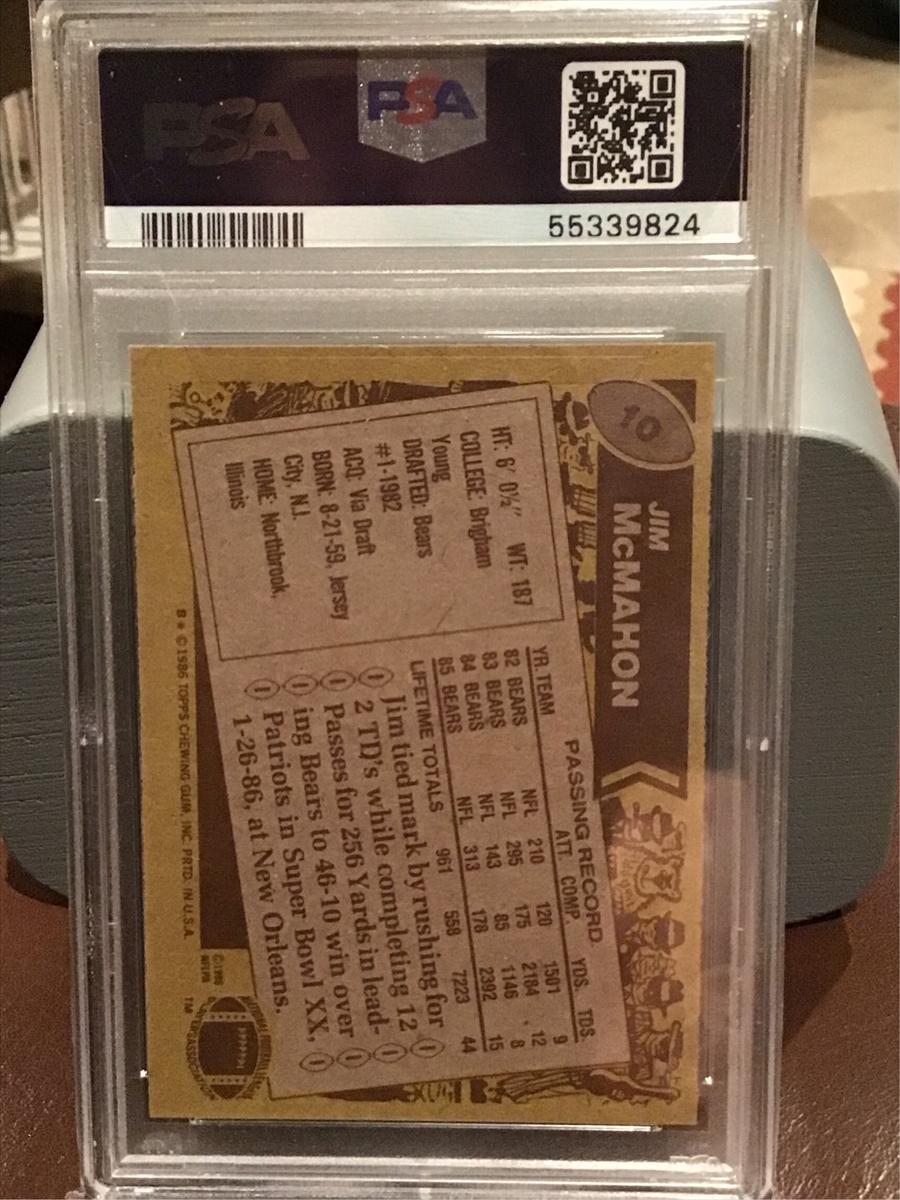 PSA
PSA
55339824
10
JIM
McMAHON
HT: 6' 0½" WT: 187
COLLEGE: Brigham
Young
DRAFTED: Bears
#1-1982
ACQ: Via Draft
BORN: 8-21-59, Jersey
City, N.J.
HOME: Northbrook,
Illinois
PASSING RECORD
YR TEAM ATT. COMP. YDS. TDS.
82 BEARS NFL 210 120 1501 9
83 BEARS NFL 295 175 2184 12
84 BEARS NFL 143 85 1146 8
85 BEARS NFL 313 178 2392 15
LIFETIME TOTALS 961 558 7223 44
Jim tied mark by rushing for
2 TD's while completing 12
Passes for 256 Yards in lead-
ing Bears to 46-10 win over
Patriots in Super Bowl XX,
1-26-86, at New Orleans.
B* © 1986 TOPPS CHEWING GUM, INC. PRTD. IN U.S.A.
NFLPA
TM